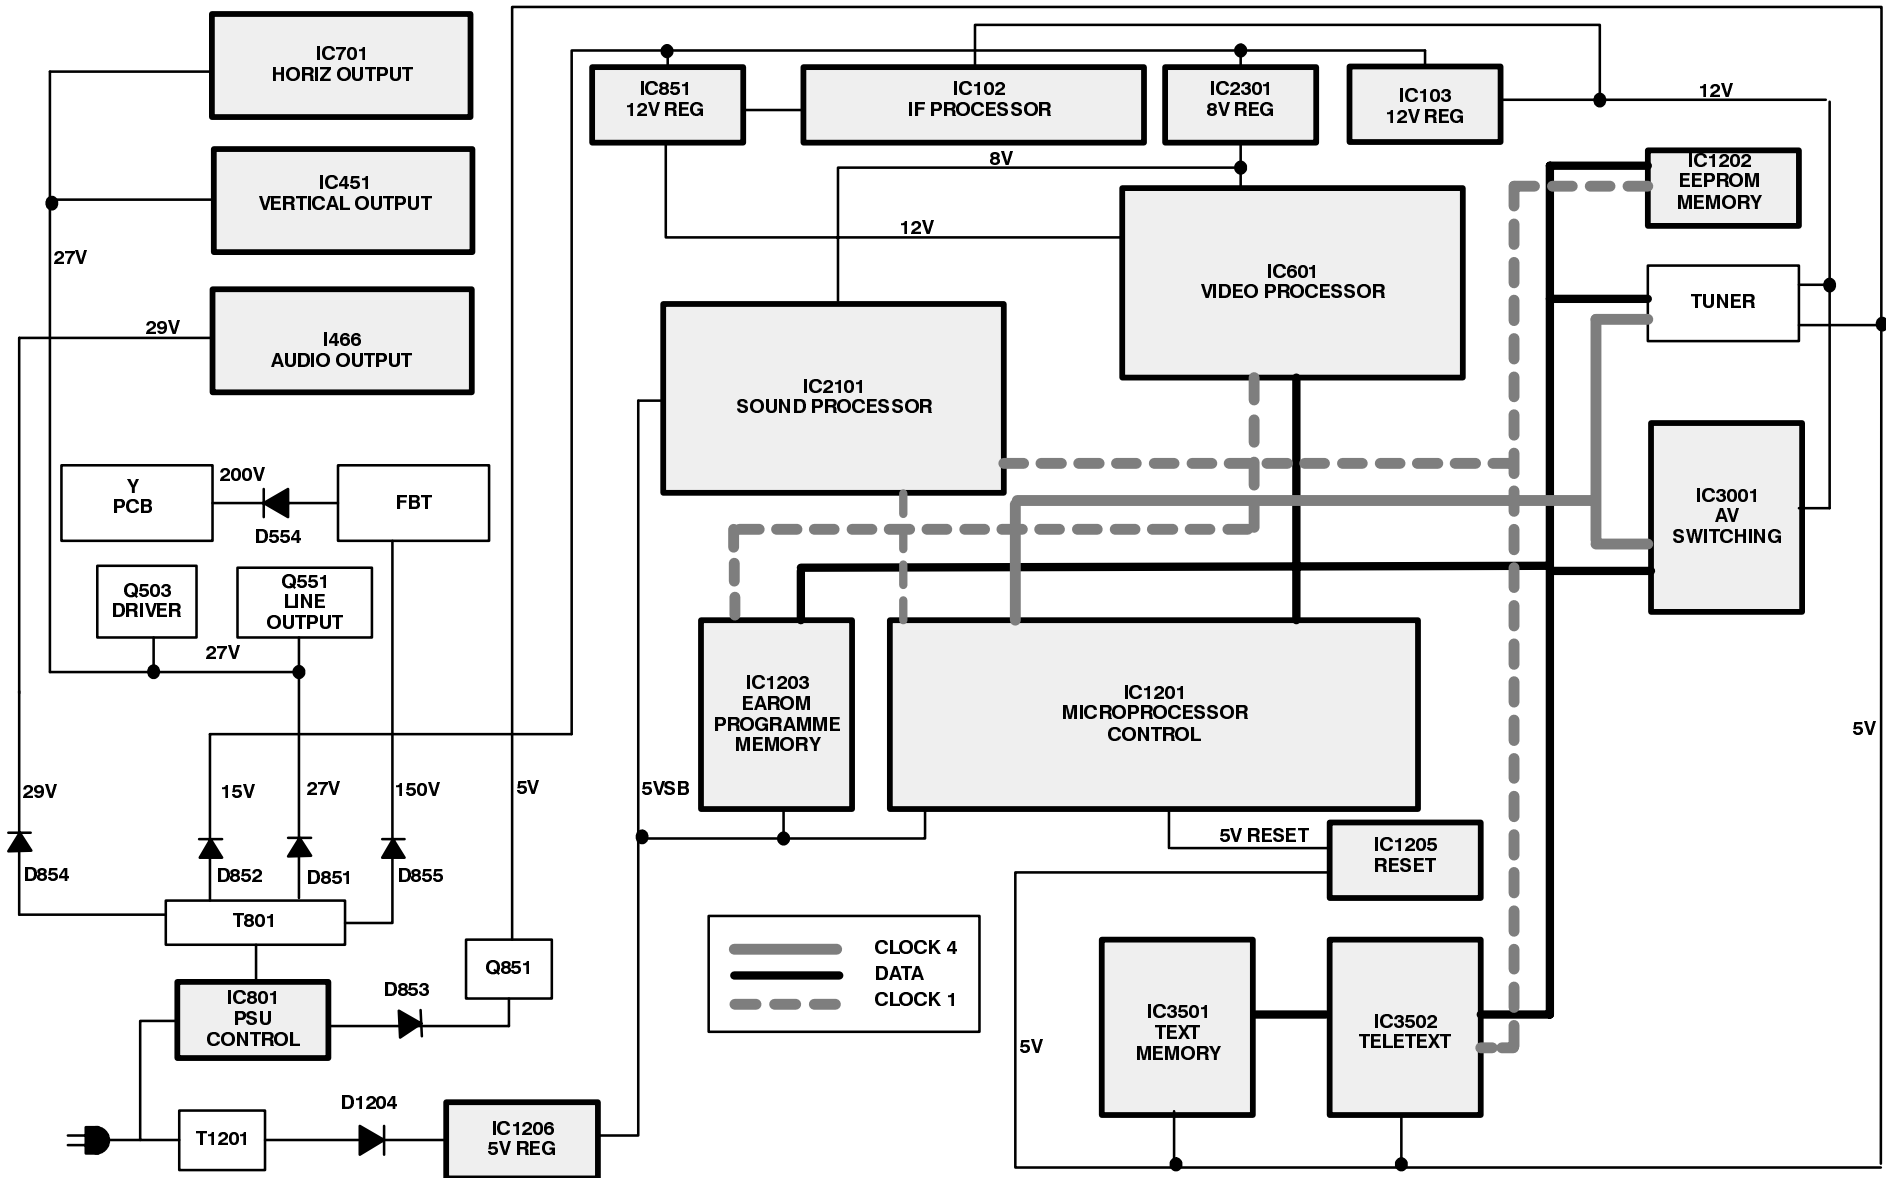 IC701
HORIZ OUTPUT
IC451
VERTICAL OUTPUT
27V
29V
I466
AUDIO OUTPUT
Y
PCB
200V
D554
FBT
Q503
DRIVER
Q551
LINE
OUTPUT
27V
29V
15V
27V
150V
5V
D854
D852
D851
D855
T801
IC801
PSU
CONTROL
D853
Q851
T1201
D1204
IC1206
5V REG
IC851
12V REG
IC102
IF PROCESSOR
IC2301
8V REG
IC103
12V REG
12V
8V
12V
IC1202
EEPROM
MEMORY
IC601
VIDEO PROCESSOR
TUNER
IC2101
SOUND PROCESSOR
IC3001
AV
SWITCHING
IC1203
EAROM
PROGRAMME
MEMORY
IC1201
MICROPROCESSOR
CONTROL
5V
5VSB
5V RESET
IC1205
RESET
CLOCK 4
DATA
CLOCK 1
5V
IC3501
TEXT
MEMORY
IC3502
TELETEXT